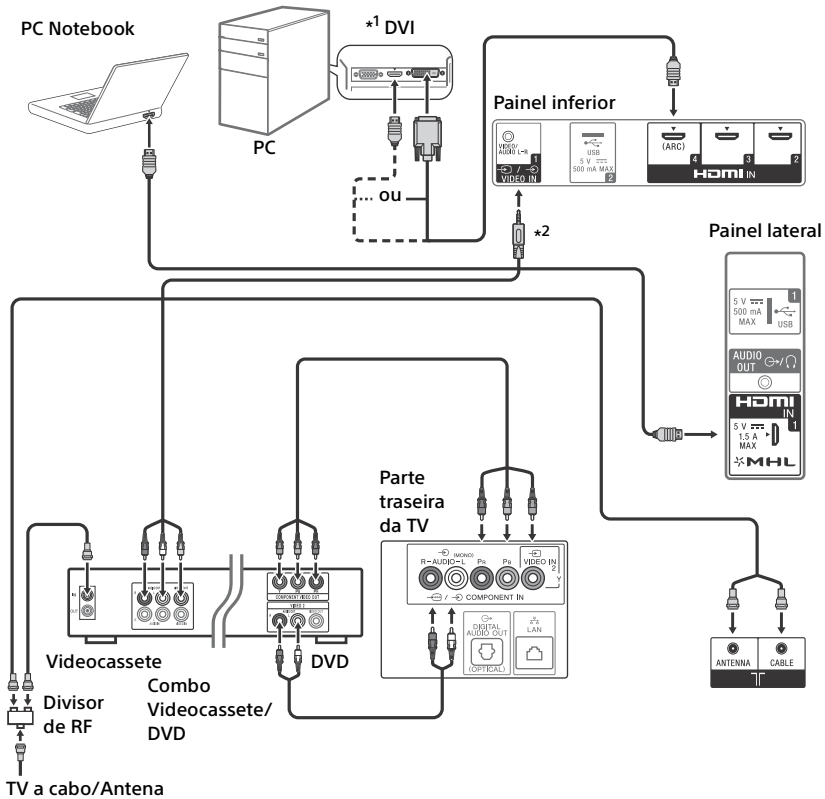 PC Notebook
*1 DVI
PC
ou
*2
Painel inferior
VIDEO/
AUDIO L-R
1
VIDEO IN
USB
5 V
500 mA MAX
2
(ARC)
4
3
2
HDMI IN
Painel lateral
1
5 V
500 mA
MAX
USB
AUDIO
OUT
HDMI
IN
1
5 V
1.5 A
MAX
MHL
Parte
traseira
da TV
(MONO)
R-AUDIO-L
PR
PB
VIDEO IN
2
Y
COMPONENT IN
DIGITAL
AUDIO OUT
(OPTICAL)
LAN
IN
OUT
COMPONENT VIDEO OUT
VIDEO 2
Videocassete
Combo
Videocassete/
DVD
DVD
Divisor
de RF
TV a cabo/Antena
ANTENNA
CABLE